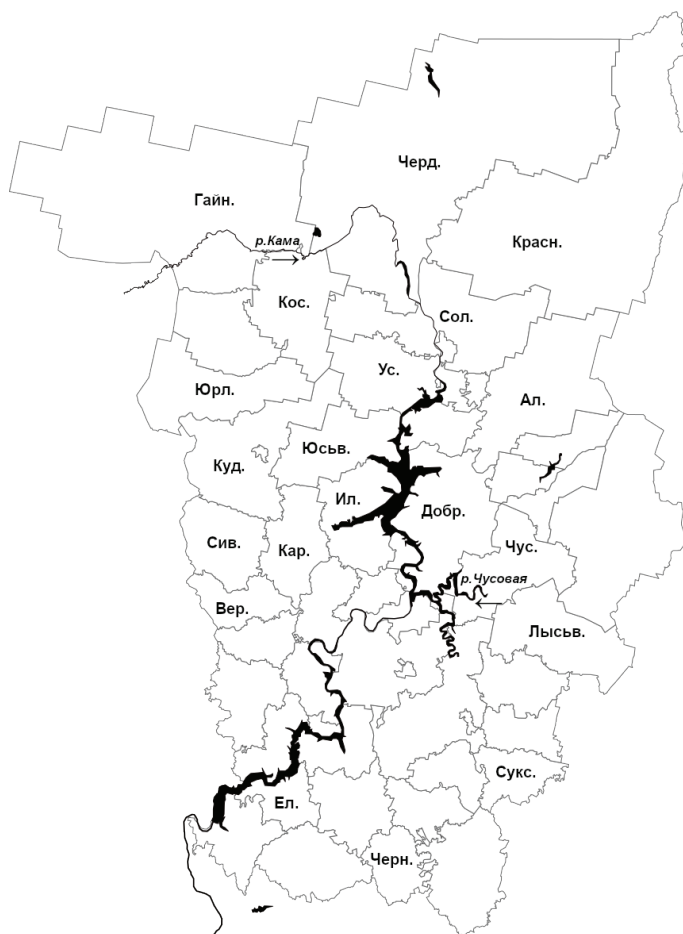 Черд.
Гайн.
р.Кама
Красн.
Кос.
Сол.
Ус.
Юрл.
Ал.
Юсьв.
Куд.
Ил.
Добр.
Сив.
Кар.
Чус.
р.Чусовая
Вер.
Лысьв.
Сукс.
Ел.
Черн.